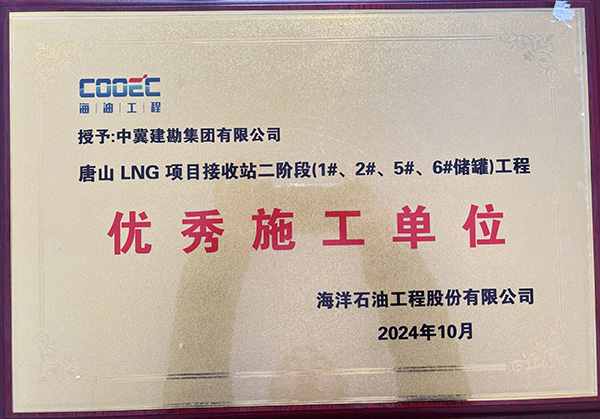 COOEC
海油工程
授予:中冀建勘集团有限公司
唐山 LNG 项目接收站二阶段(1#、2#、5#、6#储罐)工程
优秀施工单位
海洋石油工程股份有限公司
2024年10月